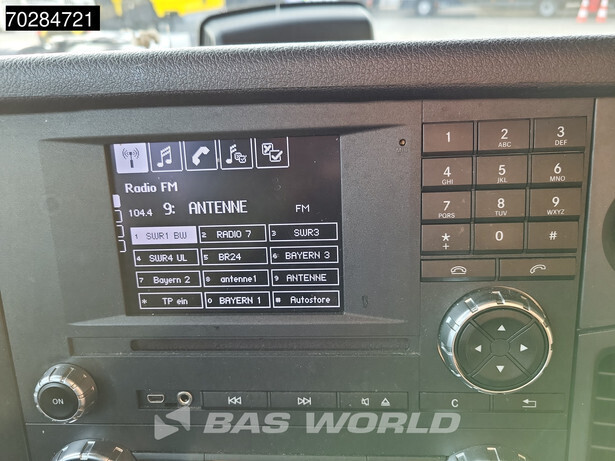 70284721
Radio FM
104.4 9: ANTENNE FM
1 SWR1 BW 2 RADIO 7 3 SWR3
4 SWR4 UL 5 BR24 6 BAYERN 3
7 Bayern 2 8 antenne1 9 ANTENNE
* TP ein 0 BAYERN 1 # Autostore
1 2 ABC 3 DEF
4 GHI 5 JKL 6 MNO
7 PQRS 8 TUV 9 WXYZ
* + 0 #
ON
C
BAS WORLD